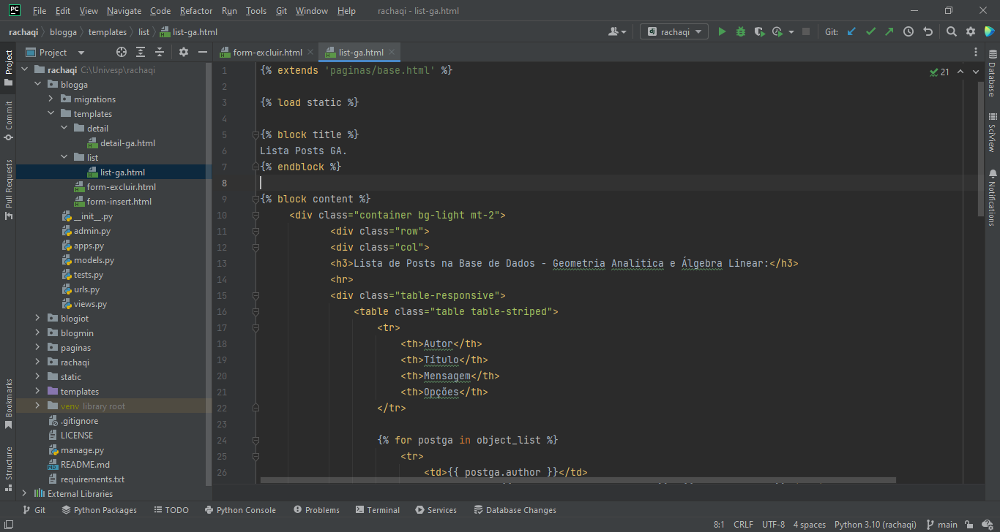 PC File Edit View Navigate Code Refactor Run Tools Git Window Help rachaqi - list-ga.html
rachaqi blogga templates list list-ga.html rachaqi Git:
Project form-excluir.html list-ga.html
Project
Commit
Pull Requests
Bookmarks
Structure
rachaqi C:\Univesp\rachaqi
blogga
migrations
templates
detail
detail-ga.html
list
list-ga.html
form-excluir.html
form-insert.html
__init__.py
admin.py
apps.py
models.py
tests.py
urls.py
views.py
blogiot
blogmin
paginas
rachaqi
static
templates
venv library root
.gitignore
LICENSE
manage.py
README.md
requirements.txt
External Libraries
1 {% extends 'paginas/base.html' %}
2
3 {% load static %}
4
5 {% block title %}
6 Lista Posts GA.
7 {% endblock %}
8
9 {% block content %}
10 <div class="container bg-light mt-2">
11 <div class="row">
12 <div class="col">
13 <h3>Lista de Posts na Base de Dados - Geometria Analítica e Álgebra Linear:</h3>
14 <hr>
15 <div class="table-responsive">
16 <table class="table table-striped">
17 <tr>
18 <th>Autor</th>
19 <th>Título</th>
20 <th>Mensagem</th>
21 <th>Opções</th>
22 </tr>
23
24 {% for postga in object_list %}
25 <tr>
26 <td>{{ postga.author }}</td>
21
Database
SciView
Notifications
Git Python Packages TODO Python Console Problems Terminal Services Database Changes
8:1 CRLF UTF-8 4 spaces Python 3.10 (rachaqi) main